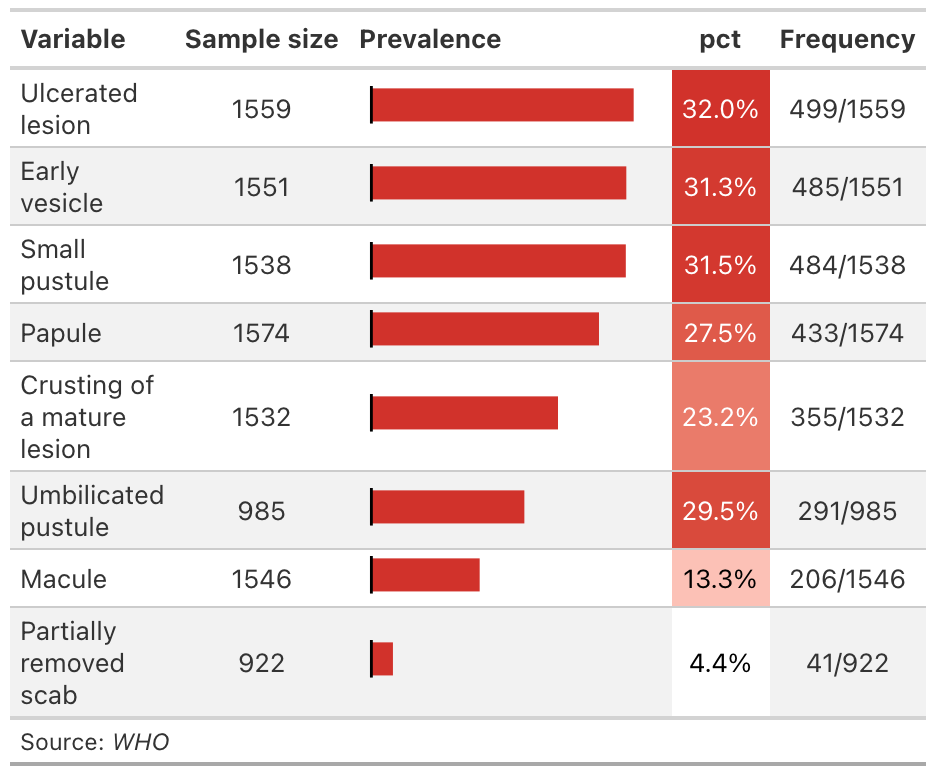 Variable Sample size Prevalence pct Frequency
Ulcerated
lesion 1559 32.0% 499/1559
Early
vesicle 1551 31.3% 485/1551
Small
pustule 1538 31.5% 484/1538
Papule 1574 27.5% 433/1574
Crusting of
a mature 1532 23.2% 355/1532
lesion
Umbilicated
pustule 985 29.5% 291/985
Macule 1546 13.3% 206/1546
Partially
removed 922 4.4% 41/922
scab
Source: WHO